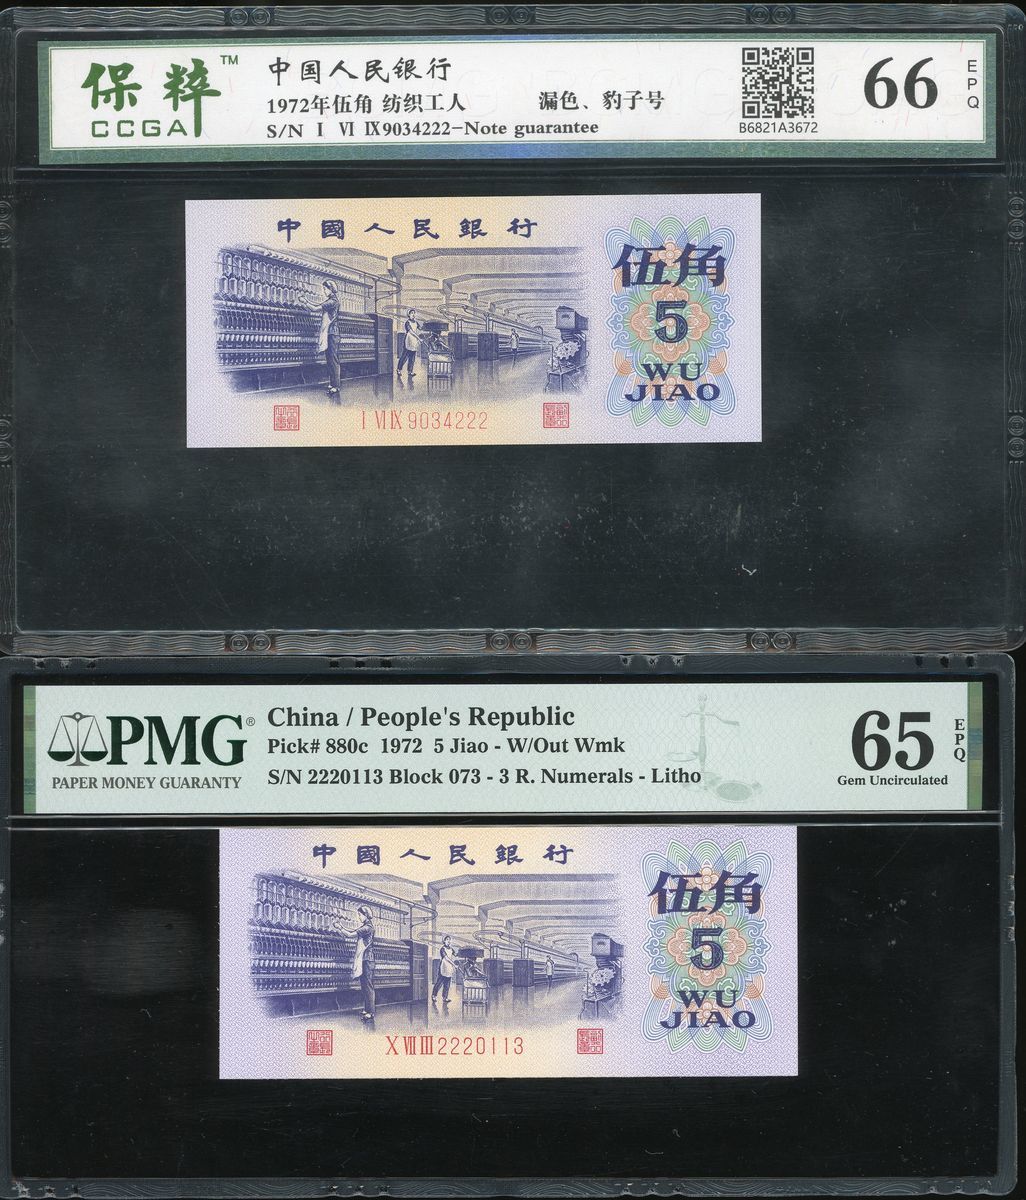 保粹™
CCGA
中国人民银行
1972年伍角 纺织工人 漏色、豹子号
S/N Ⅰ Ⅵ Ⅸ9034222-Note guarantee
B6821A3672
66
EPQ
中國人民銀行
伍角
5
WU
JIAO
Ⅰ Ⅵ Ⅸ 9034222
PMG®
PAPER MONEY GUARANTY
China / People's Republic
Pick# 880c 1972 5 Jiao - W/Out Wmk
S/N 2220113 Block 073 - 3 R. Numerals - Litho
65
EPQ
Gem Uncirculated
中國人民銀行
伍角
5
WU
JIAO
Ⅹ Ⅷ Ⅲ 2220113